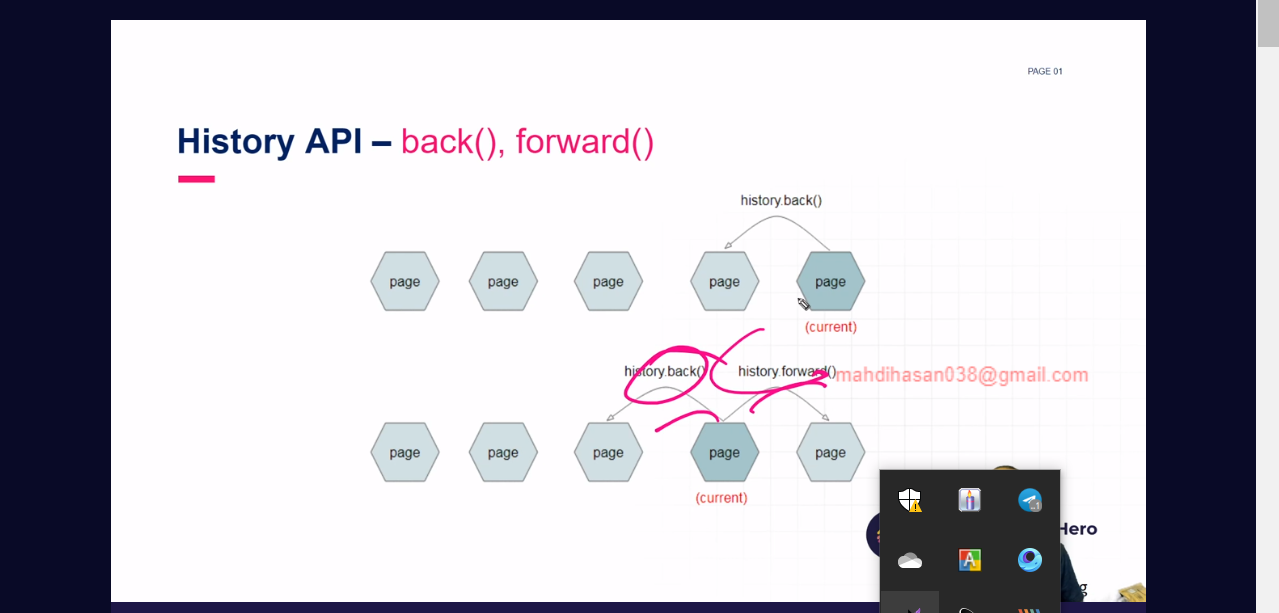 PAGE 01
History API – back(), forward()
history.back()
page page page page page
(current)
history.back() history.forward() mahdihasan038@gmail.com
page page page page page
(current)
Hero
g